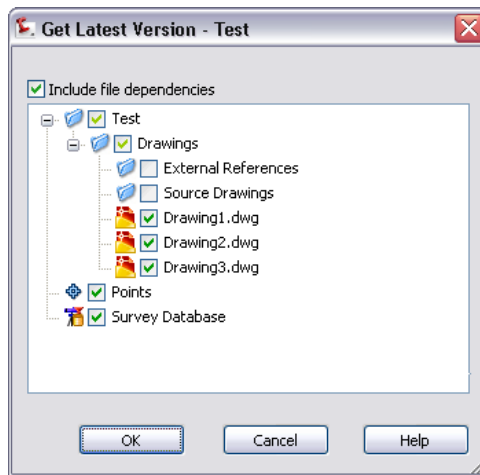 Get Latest Version - Test
Include file dependencies
Test
Drawings
External References
Source Drawings
Drawing1.dwg
Drawing2.dwg
Drawing3.dwg
Points
Survey Database
OK Cancel Help